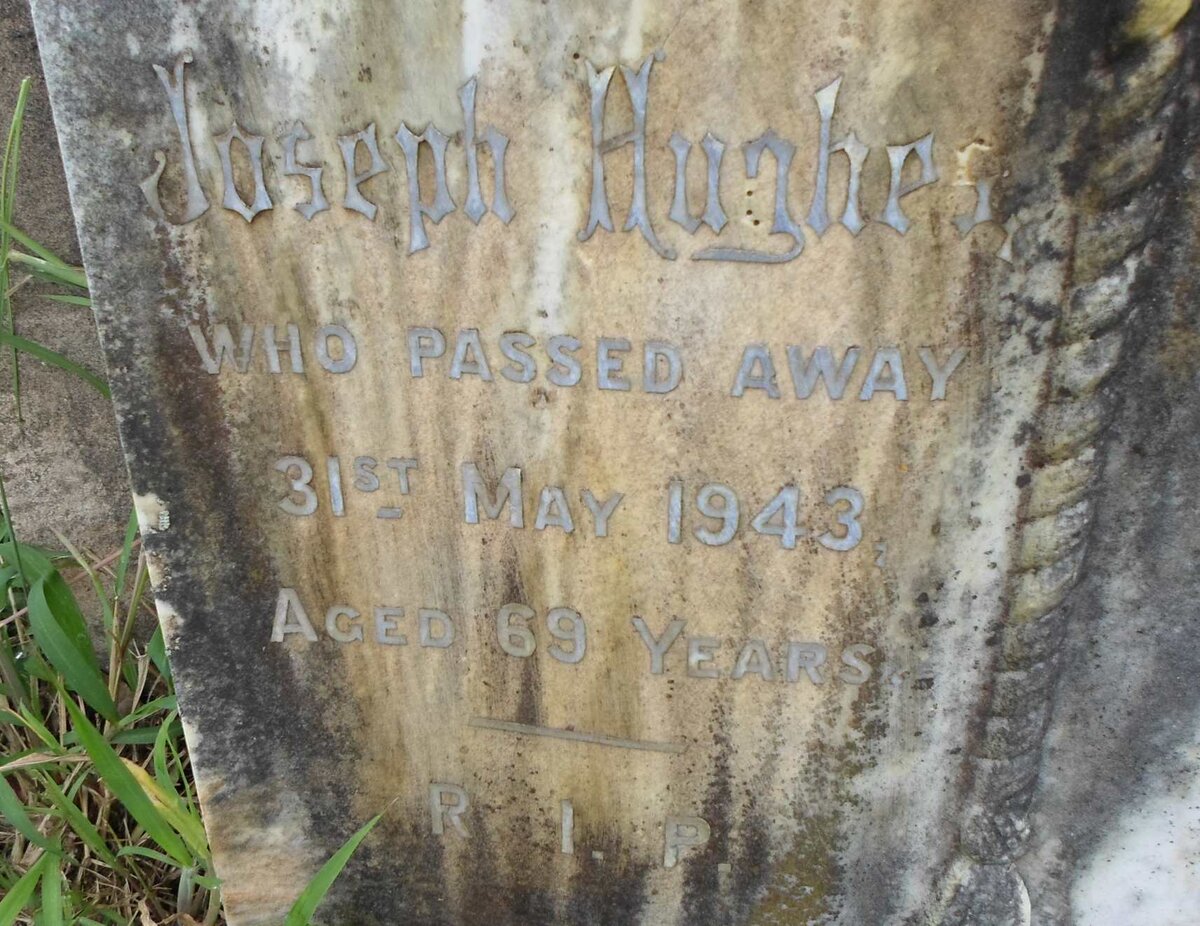 Joseph Hughes,
WHO PASSED AWAY
31ST MAY 1943,
AGED 69 YEARS.
R. I. P.